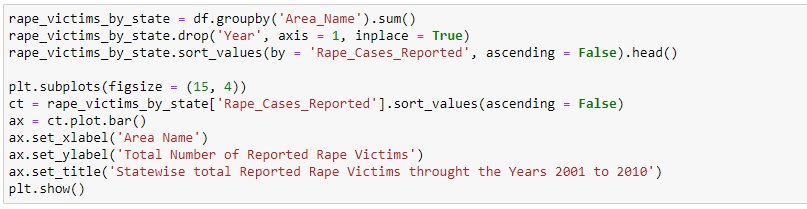 rape_victims_by_state = df.groupby('Area_Name').sum()
rape_victims_by_state.drop('Year', axis = 1, inplace = True)
rape_victims_by_state.sort_values(by = 'Rape_Cases_Reported', ascending = False).head()

plt.subplots(figsize = (15, 4))
ct = rape_victims_by_state['Rape_Cases_Reported'].sort_values(ascending = False)
ax = ct.plot.bar()
ax.set_xlabel('Area Name')
ax.set_ylabel('Total Number of Reported Rape Victims')
ax.set_title('Statewise total Reported Rape Victims throught the Years 2001 to 2010')
plt.show()